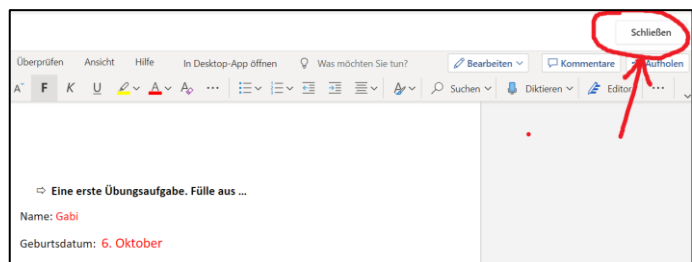 Schließen
Überprüfen Ansicht Hilfe In Desktop-App öffnen Was möchten Sie tun? Bearbeiten Kommentare Aufholen
A F K U A A ... Suchen Diktieren Editor ...
⇨ Eine erste Übungsaufgabe. Fülle aus ...
Name: Gabi
Geburtsdatum: 6. Oktober